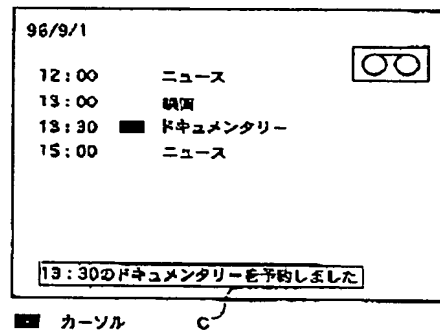 96/9/1
12:00 ニュース
13:00 映画
13:30 ドキュメンタリー
15:00 ニュース
13:30のドキュメンタリーを予約しました
カーソル C